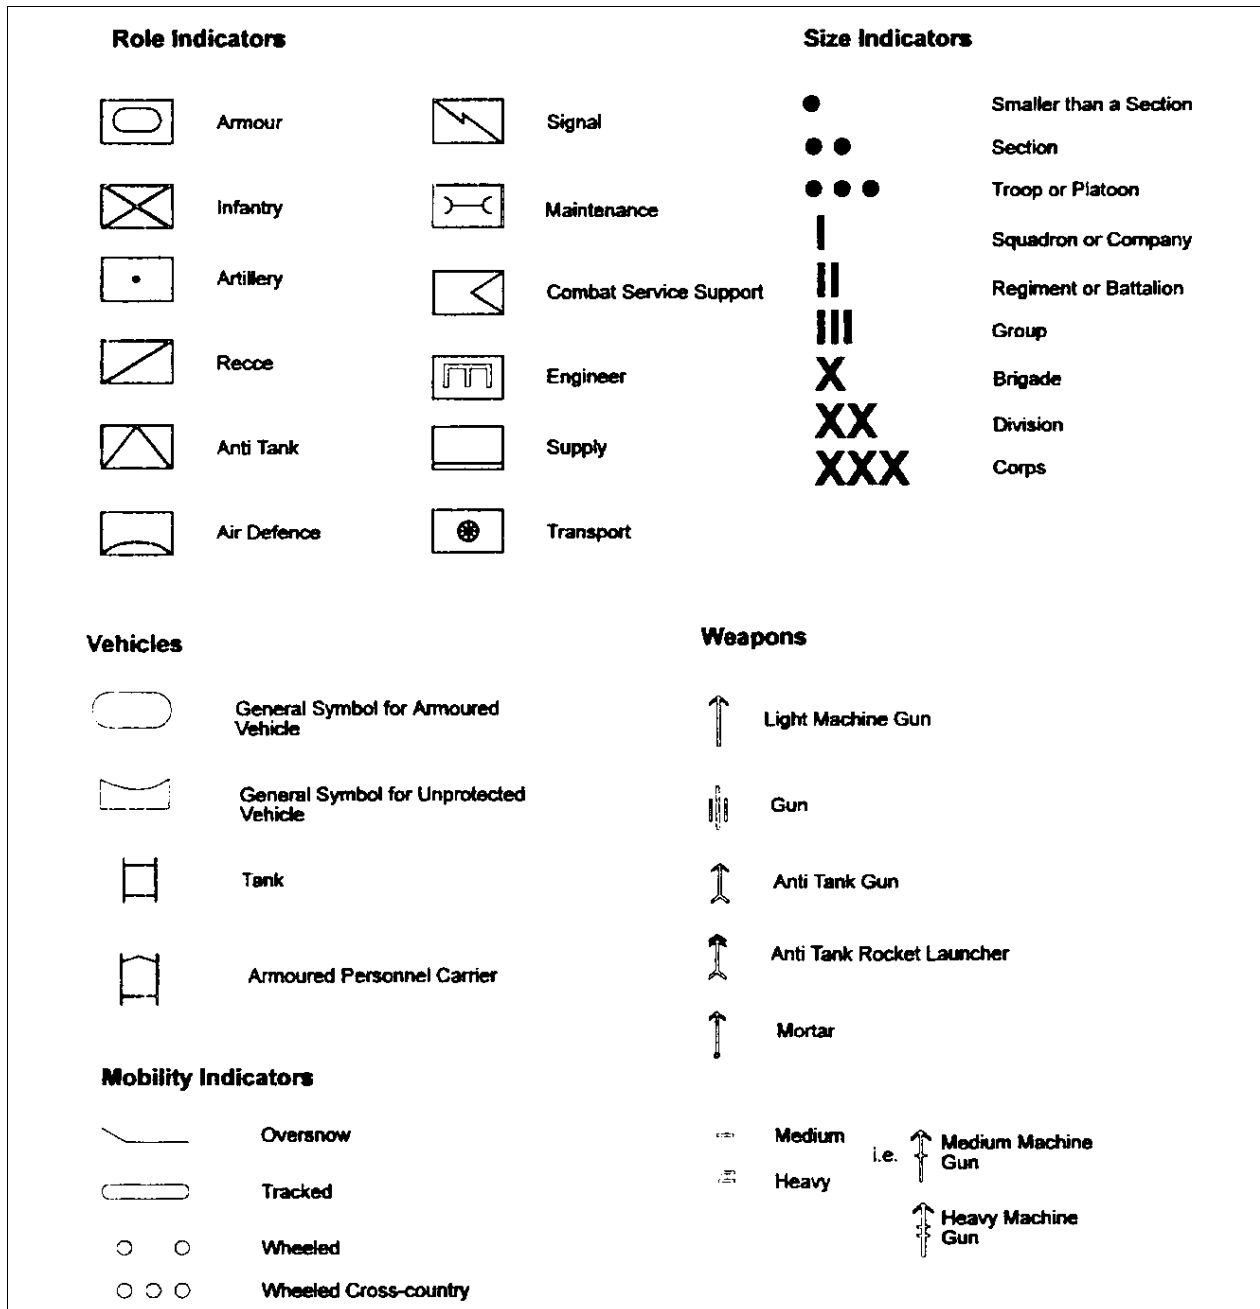 Role Indicators
Armour
Infantry
Artillery
Recce
Anti Tank
Air Defence
Signal
Maintenance
Combat Service Support
Engineer
Supply
Transport
Size Indicators
Smaller than a Section
Section
Troop or Platoon
Squadron or Company
Regiment or Battalion
Group
X Brigade
XX Division
XXX Corps
Vehicles
General Symbol for Armoured
Vehicle
General Symbol for Unprotected
Vehicle
Tank
Armoured Personnel Carrier
Mobility Indicators
Oversnow
Tracked
Wheeled
Wheeled Cross-country
Weapons
Light Machine Gun
Gun
Anti Tank Gun
Anti Tank Rocket Launcher
Mortar
Medium
Heavy
i.e.
Medium Machine
Gun
Heavy Machine
Gun